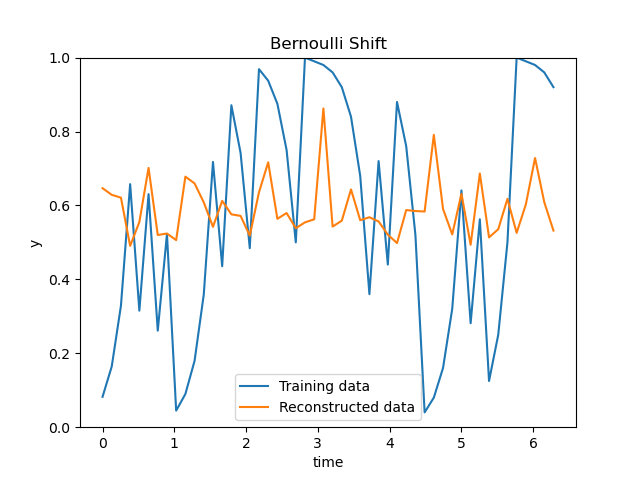 Bernoulli Shift
1.0
0.8
0.6
0.4
0.2
0.0
y
Training data
Reconstructed data
0 1 2 3 4 5 6
time